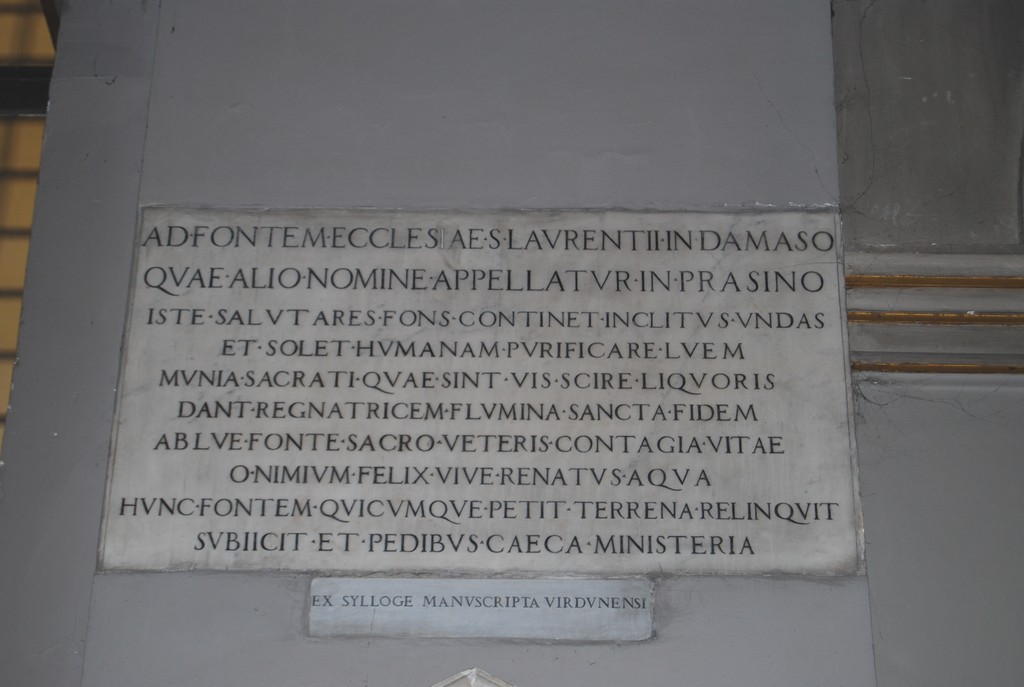 AD·FONTEM·ECCLESIAE·S·LAVRENTII·IN·DAMASO
QVAE·ALIO·NOMINE·APPELLATVR·IN·PRASINO
ISTE·SALVTARES·FONS·CONTINET·INCLITVS·VNDAS
ET·SOLET·HVMANAM·PVRIFICARE·LVEM
MVNIA·SACRATI·QVAE·SINT·VIS·SCIRE·LIQVORIS
DANT·REGNATRICEM·FLVMINA·SANCTA·FIDEM
ABLVE·FONTE·SACRO·VETERIS·CONTAGIA·VITAE
O·NIMIVM·FELIX·VIVE·RENATVS·AQVA
HVNC·FONTEM·QVICVMQVE·PETIT·TERRENA·RELINQVIT
SVBIICIT·ET·PEDIBVS·CAECA·MINISTERIA
EX SYLLOGE MANVSCRIPTA VIRDVNENSI